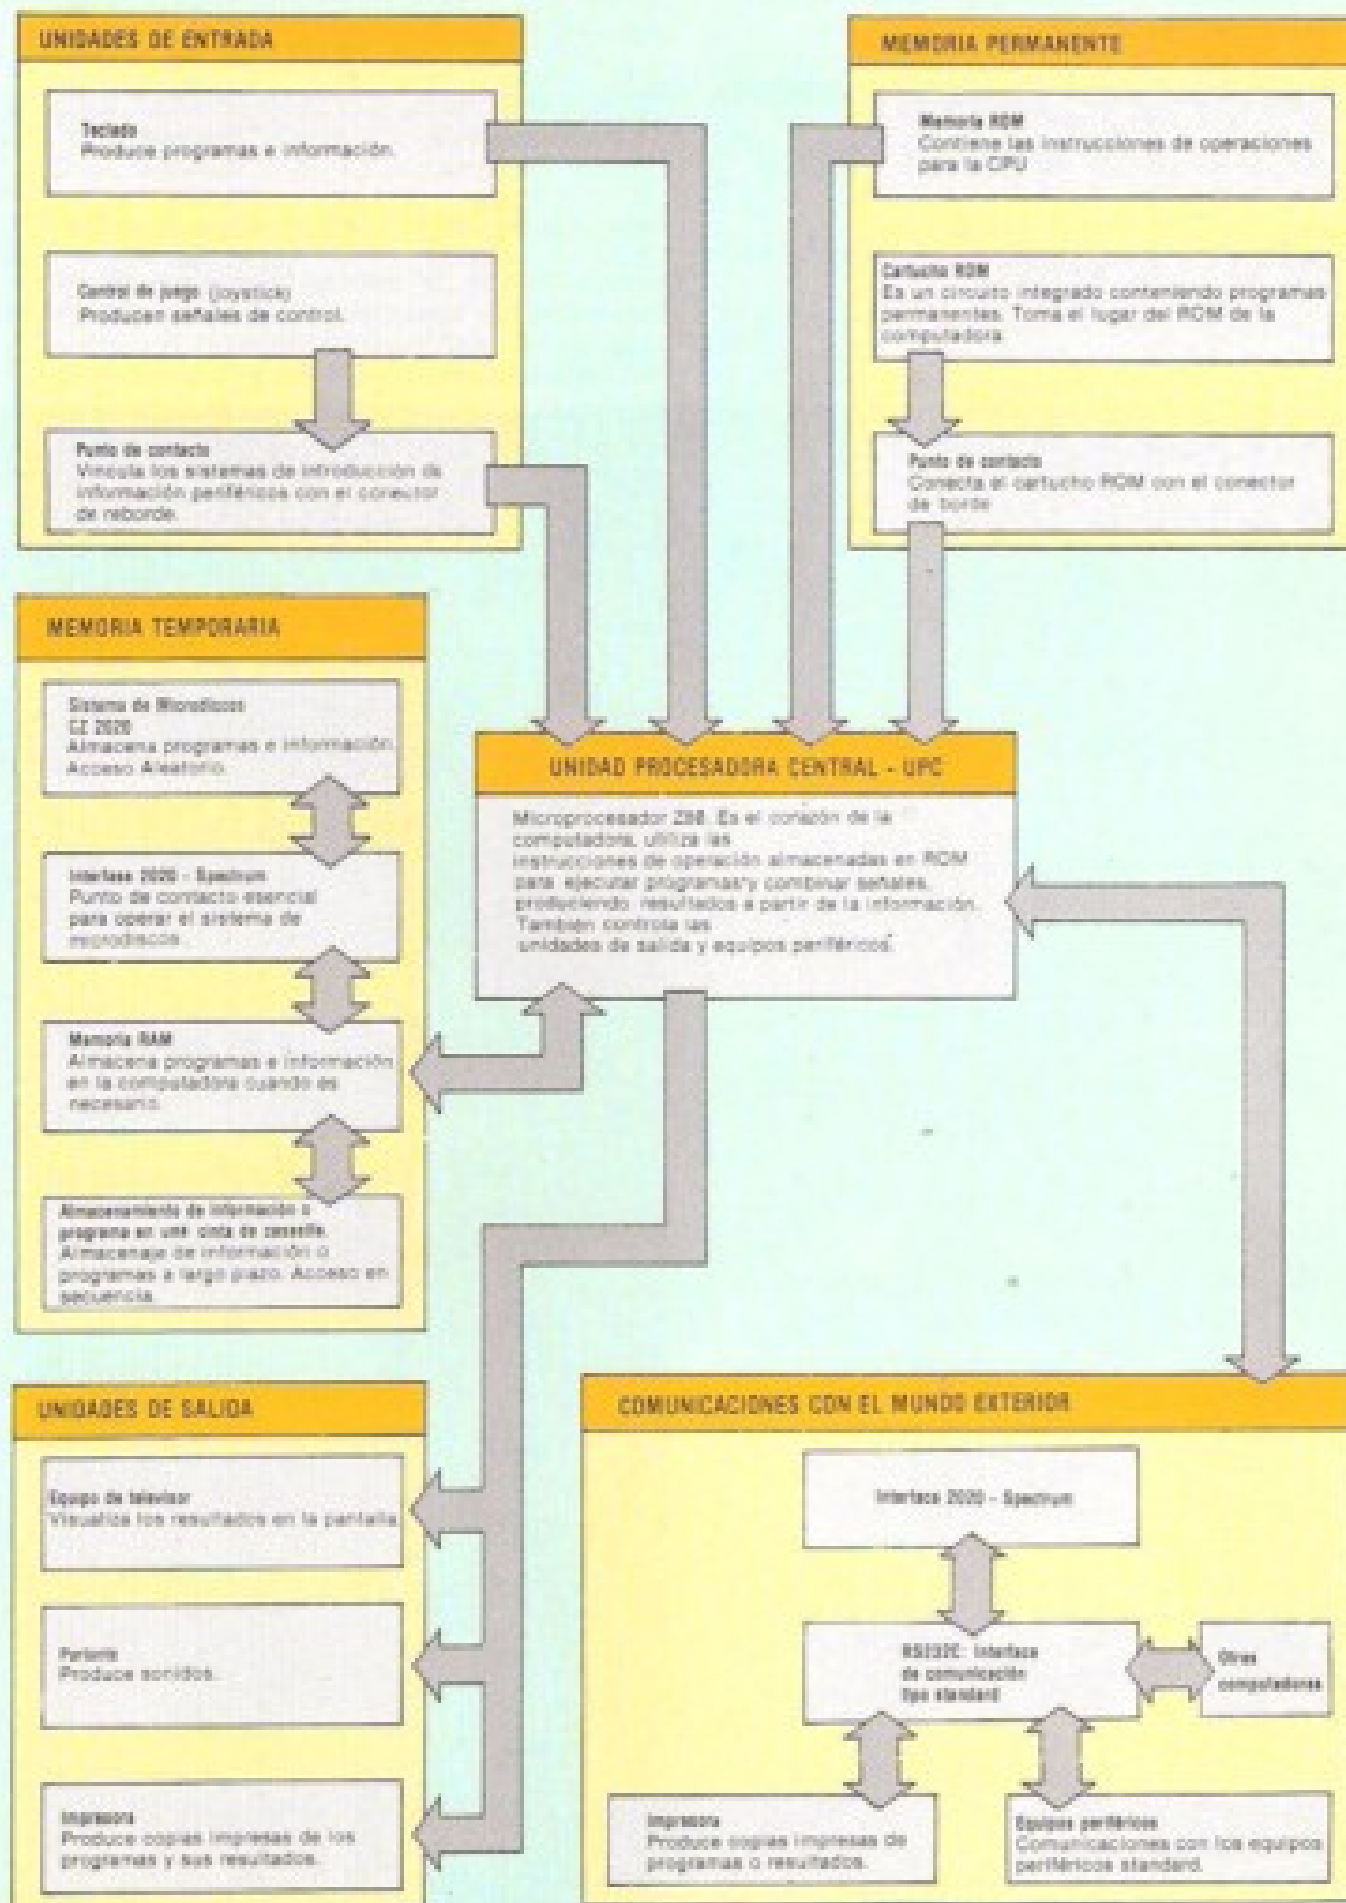 UNIDADES DE ENTRADA
Teclado
Produce programas e información.
Control de juego (joystick)
Producen señales de control.
Punto de contacto
Vincula los sistemas de introducción de
información periféricos con el conector
de reborde.
MEMORIA PERMANENTE
Memoria ROM
Contiene las instrucciones de operaciones
para la CPU
Cartucho ROM
Es un circuito integrado conteniendo programas
permanentes. Toma el lugar del ROM de la
computadora
Punto de contacto
Conecta el cartucho ROM con el conector
de borde
MEMORIA TEMPORARIA
Sistema de Microdiscos
CZ 2020
Almacena programas e información.
Acceso Aleatorio.
Interfase 2020 - Spectrum
Punto de contacto esencial
para operar el sistema de
microdiscos.
Memoria RAM
Almacena programas e información
en la computadora cuando es
necesario.
Almacenamiento de información o
programa en una cinta de cassette.
Almacenaje de información o
programas a largo plazo. Acceso en
secuencia.
UNIDAD PROCESADORA CENTRAL - UPC
Microprocesador Z80. Es el corazón de la
computadora, utiliza las
instrucciones de operación almacenadas en ROM
para ejecutar programas y combinar señales,
produciendo resultados a partir de la información.
También controla las
unidades de salida y equipos periféricos.
UNIDADES DE SALIDA
Equipo de televisor
Visualiza los resultados en la pantalla.
Parlante
Produce sonidos.
Impresora
Produce copias impresas de los
programas y sus resultados.
COMUNICACIONES CON EL MUNDO EXTERIOR
Interface 2020 - Spectrum
RS232C: Interface
de comunicación
tipo standard
Otras
computadoras
Impresora
Produce copias impresas de
programas o resultados.
Equipos periféricos
Comunicaciones con los equipos
periféricos standard.